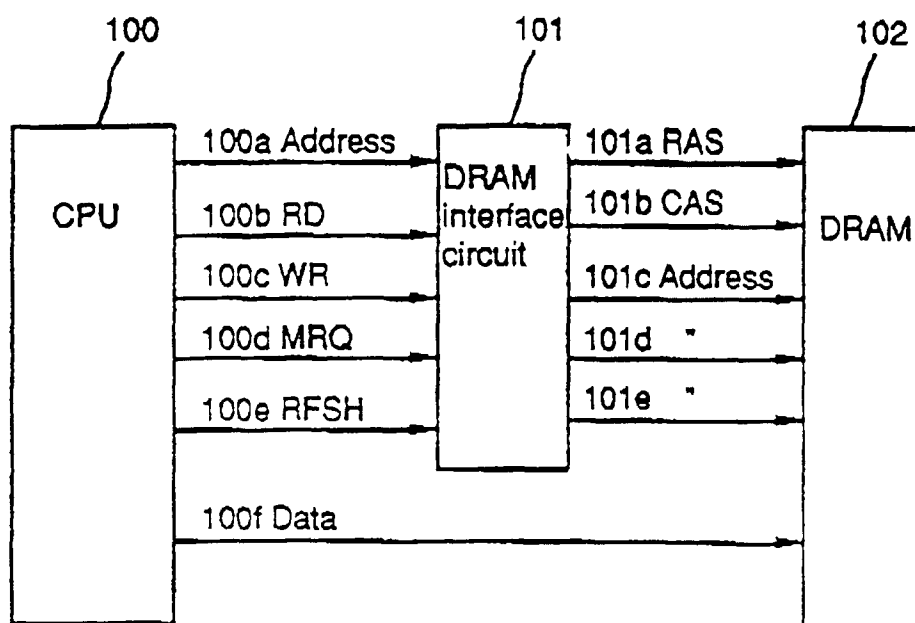 100
101
102
CPU
100a Address
100b RD
100c WR
100d MRQ
100e RFSH
100f Data
DRAM
interface
circuit
101a RAS
101b CAS
101c Address
101d "
101e "
DRAM